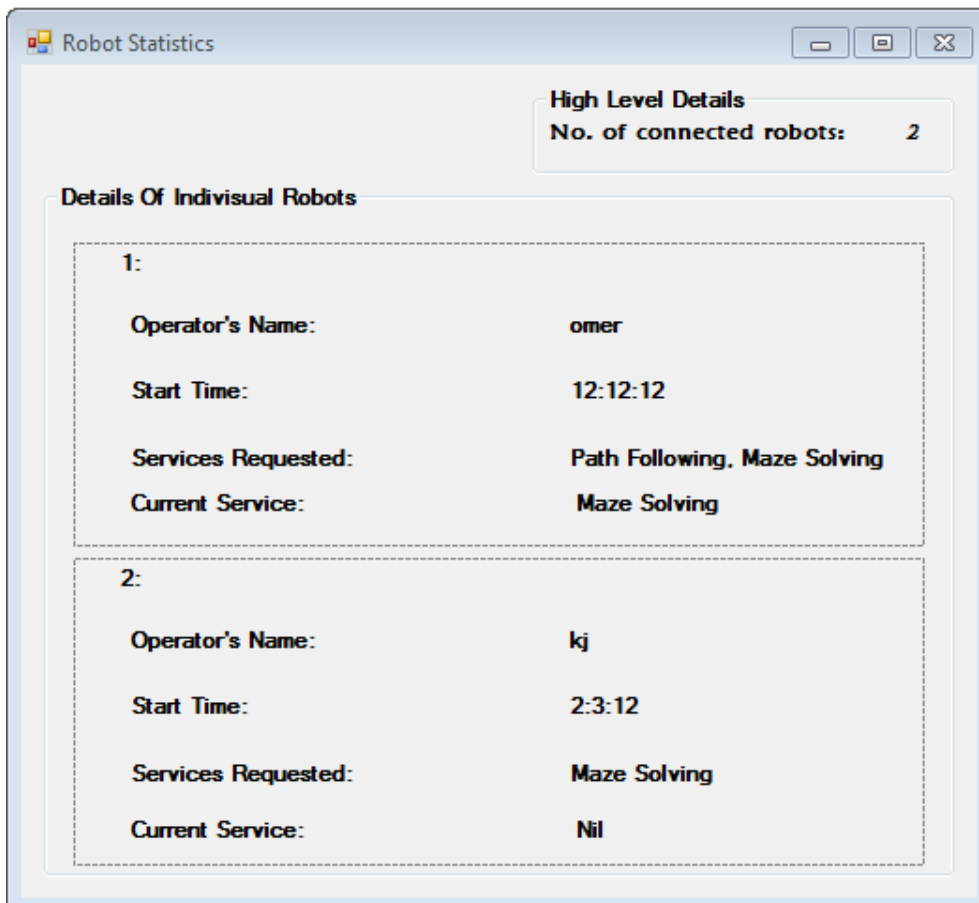 Robot Statistics
High Level Details
No. of connected robots: 2
Details Of Indivisual Robots
1:
Operator's Name: omer
Start Time: 12:12:12
Services Requested: Path Following, Maze Solving
Current Service: Maze Solving
2:
Operator's Name: kj
Start Time: 2:3:12
Services Requested: Maze Solving
Current Service: Nil